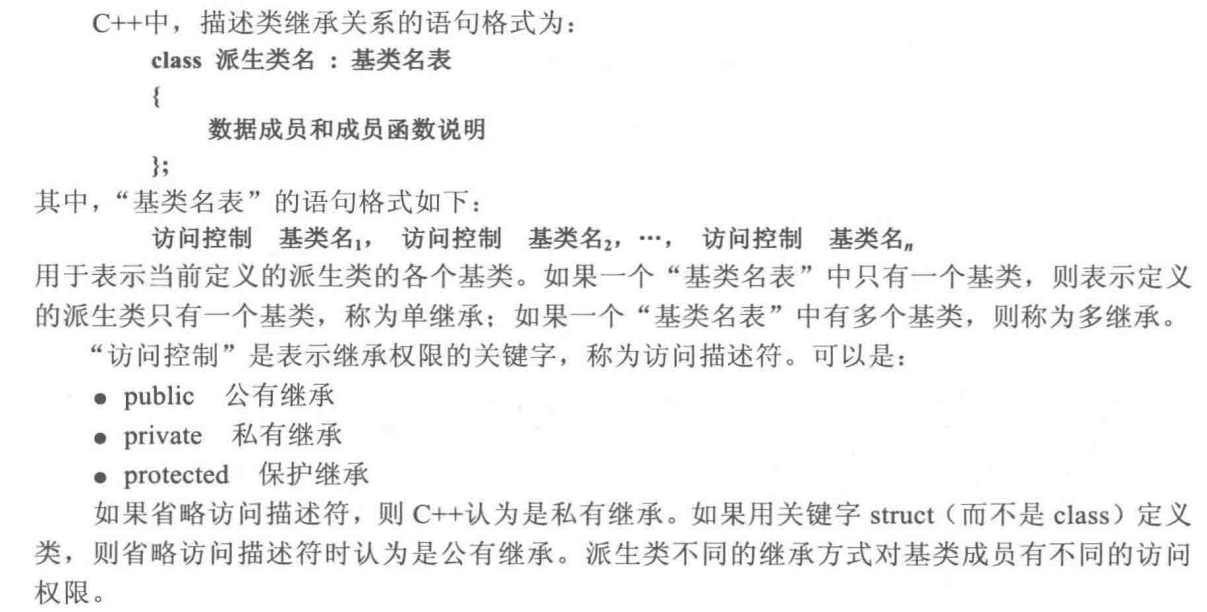 C++中，描述类继承关系的语句格式为：
class 派生类名 : 基类名表
{
数据成员和成员函数说明
};
其中，“基类名表”的语句格式如下：
访问控制 基类名₁， 访问控制 基类名₂，…， 访问控制 基类名ₙ
用于表示当前定义的派生类的各个基类。如果一个“基类名表”中只有一个基类，则表示定义
的派生类只有一个基类，称为单继承；如果一个“基类名表”中有多个基类，则称为多继承。
“访问控制”是表示继承权限的关键字，称为访问描述符。可以是：
● public 公有继承
● private 私有继承
● protected 保护继承
如果省略访问描述符，则 C++认为是私有继承。如果用关键字 struct（而不是 class）定义
类，则省略访问描述符时认为是公有继承。派生类不同的继承方式对基类成员有不同的访问
权限。